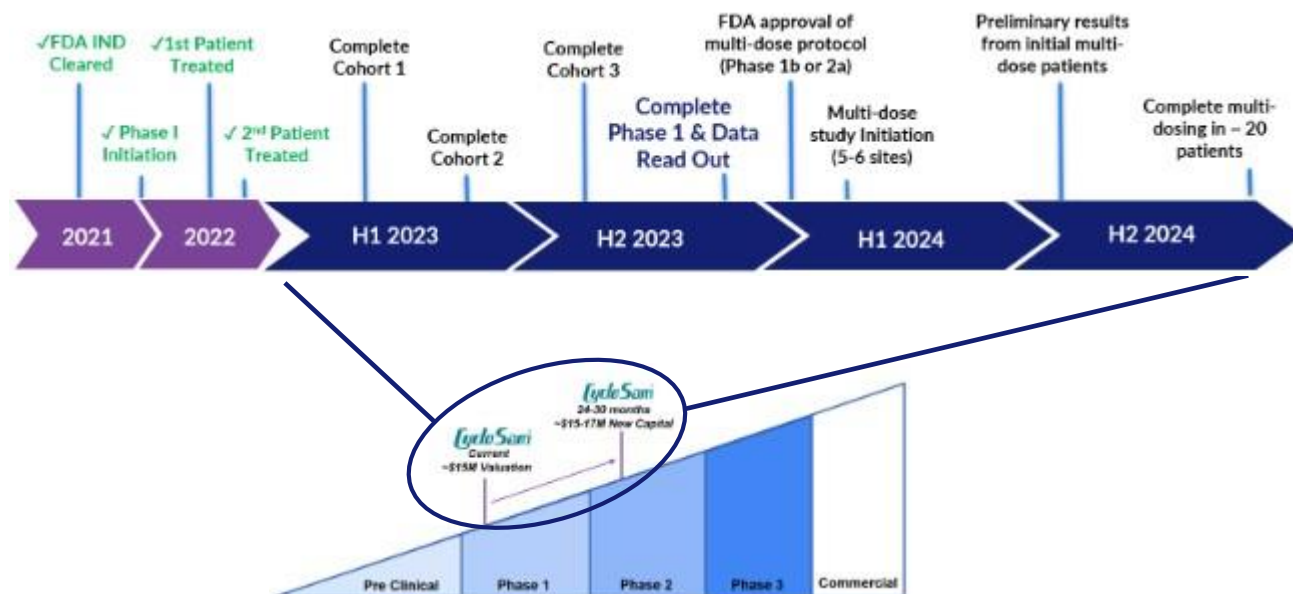 ✓FDA IND
Cleared
✓ Phase I
Initiation
✓1st Patient
Treated
✓ 2nd Patient
Treated
Complete
Cohort 1
Complete
Cohort 2
Complete
Cohort 3
Complete
Phase 1 & Data
Read Out
FDA approval of
multi-dose protocol
(Phase 1b or 2a)
Multi-dose
study Initiation
(5-6 sites)
Preliminary results
from initial multi-
dose patients
Complete multi-
dosing in ~ 20
patients
2021
2022
H1 2023
H2 2023
H1 2024
H2 2024
CycloSam
24-30 months
~$15-17M New Capital
CycloSam
Current
~$15M Valuation
Pre Clinical
Phase 1
Phase 2
Phase 3
Commercial